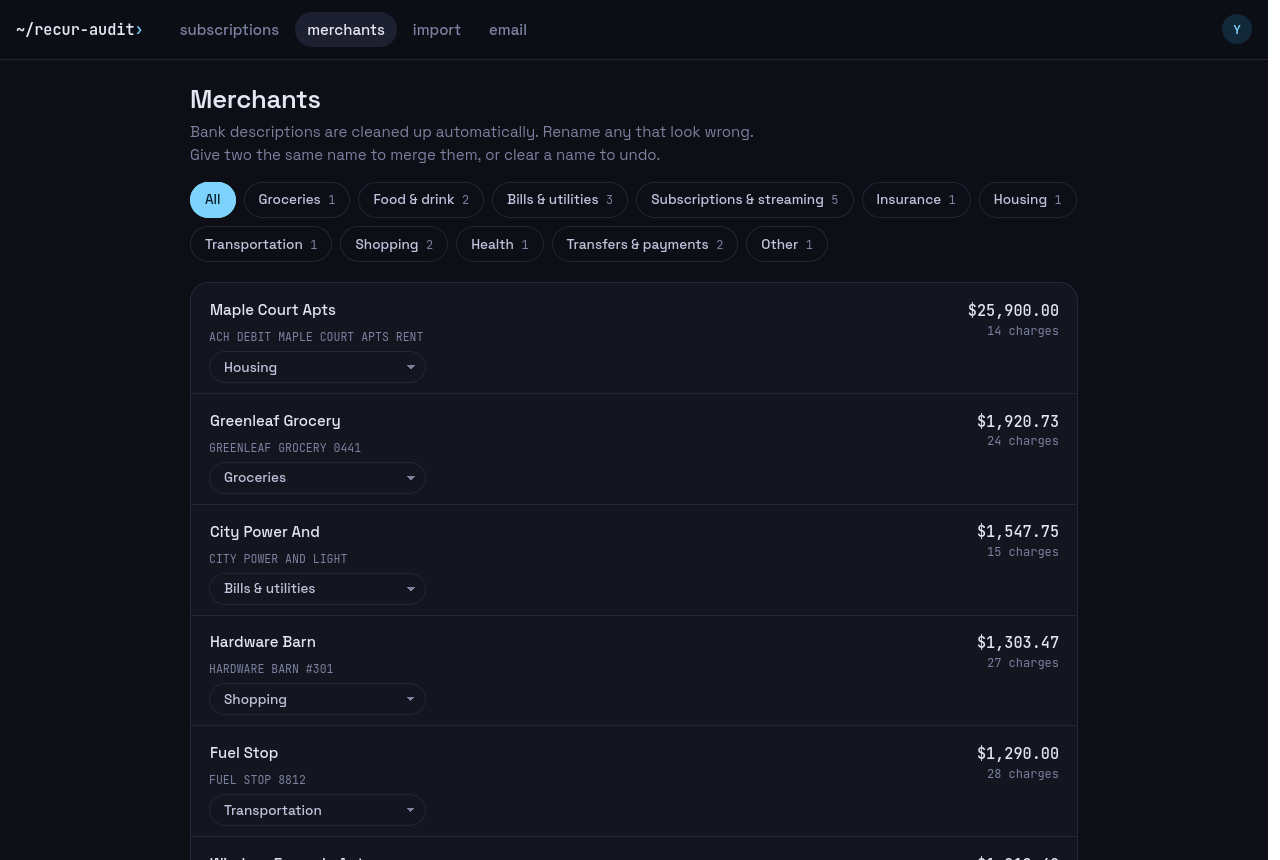 ~/recur-audit›
subscriptions
merchants
import
email
Y
Merchants
Bank descriptions are cleaned up automatically. Rename any that look wrong.
Give two the same name to merge them, or clear a name to undo.
All
Groceries 1
Food & drink 2
Bills & utilities 3
Subscriptions & streaming 5
Insurance 1
Housing 1
Transportation 1
Shopping 2
Health 1
Transfers & payments 2
Other 1
Maple Court Apts
$25,900.00
ACH DEBIT MAPLE COURT APTS RENT
14 charges
Housing
Greenleaf Grocery
$1,920.73
GREENLEAF GROCERY 0441
24 charges
Groceries
City Power And
$1,547.75
CITY POWER AND LIGHT
15 charges
Bills & utilities
Hardware Barn
$1,303.47
HARDWARE BARN #301
27 charges
Shopping
Fuel Stop
$1,290.00
FUEL STOP 8812
28 charges
Transportation